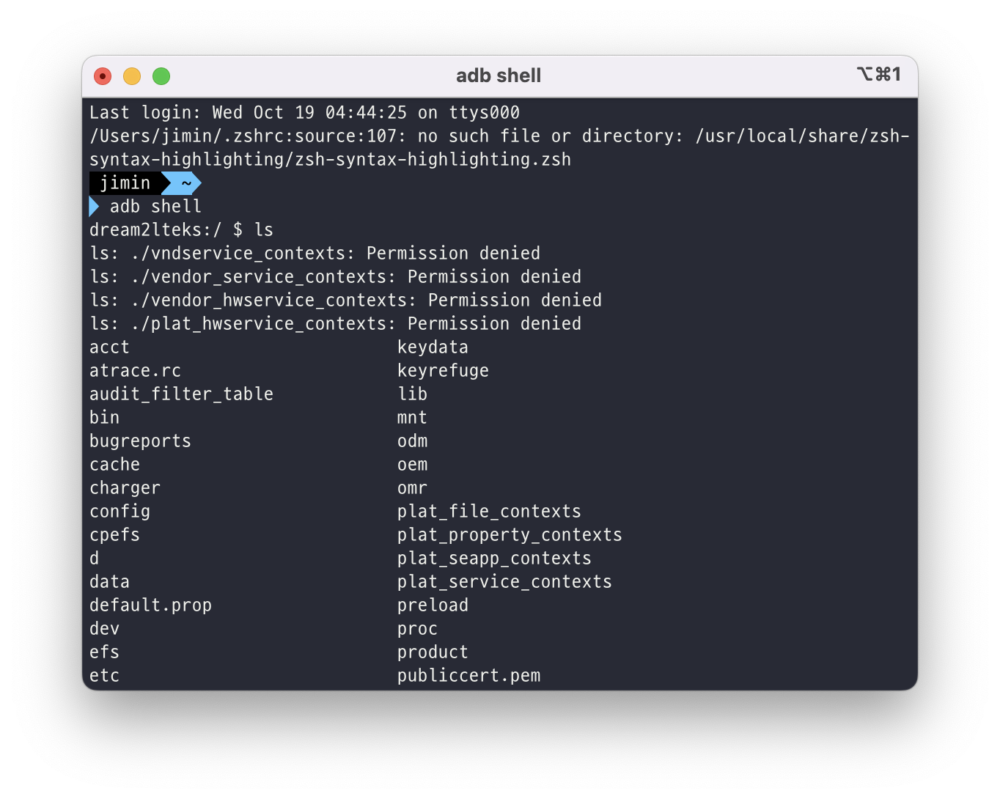 adb shell ⌥⌘1
Last login: Wed Oct 19 04:44:25 on ttys000
/Users/jimin/.zshrc:source:107: no such file or directory: /usr/local/share/zsh-
syntax-highlighting/zsh-syntax-highlighting.zsh
jimin ~
adb shell
dream2lteks:/ $ ls
ls: ./vndservice_contexts: Permission denied
ls: ./vendor_service_contexts: Permission denied
ls: ./vendor_hwservice_contexts: Permission denied
ls: ./plat_hwservice_contexts: Permission denied
acct keydata
atrace.rc keyrefuge
audit_filter_table lib
bin mnt
bugreports odm
cache oem
charger omr
config plat_file_contexts
cpefs plat_property_contexts
d plat_seapp_contexts
data plat_service_contexts
default.prop preload
dev proc
efs product
etc publiccert.pem